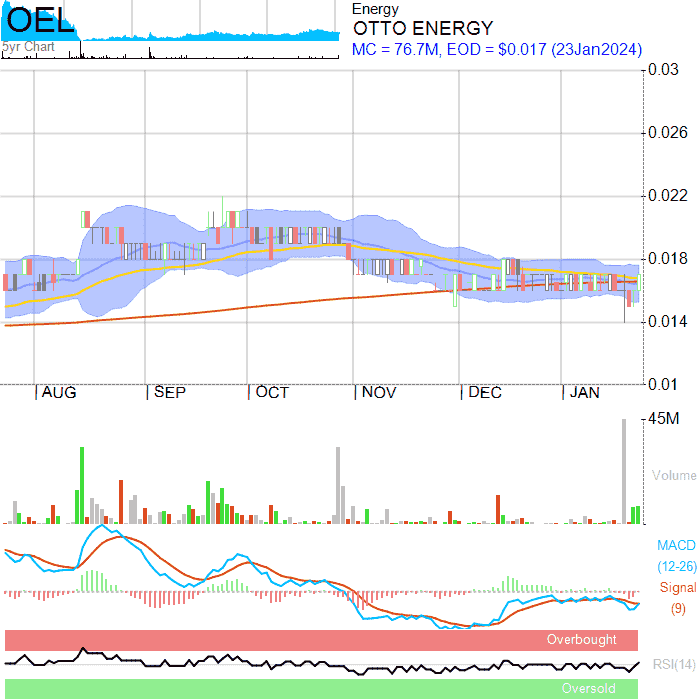 OEL
5yr Chart
Energy
OTTO ENERGY
MC = 76.7M, EOD = $0.017 (23Jan2024)
0.03
0.026
0.022
0.018
0.014
0.01
AUG SEP OCT NOV DEC JAN
45M
Volume
MACD
(12-26)
Signal
(9)
Overbought
RSI(14)
Oversold